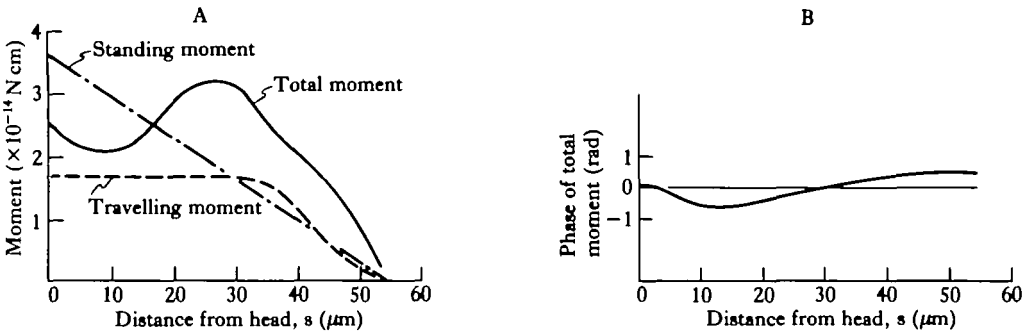 A
4
3
2
1
0 10 20 30 40 50 60
Moment (×10⁻¹⁴ N cm)
Standing moment
Total moment
Travelling moment
Distance from head, s (μm)
B
1
0
−1
0 10 20 30 40 50 60
Phase of total
moment (rad)
Distance from head, s (μm)